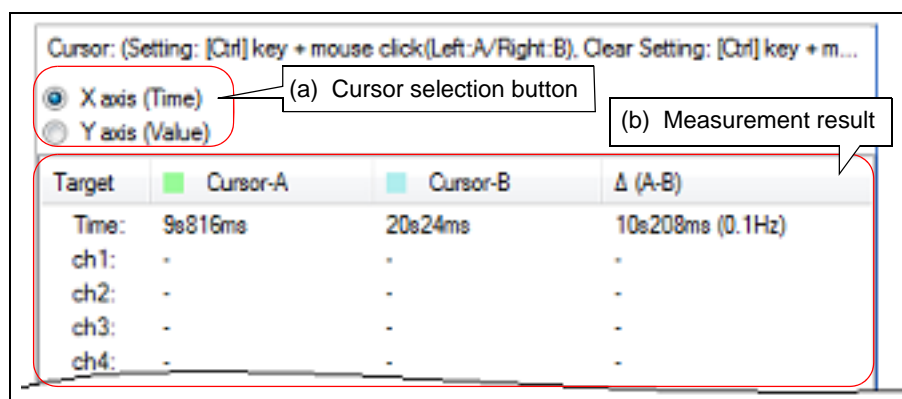 Cursor: (Setting: [Ctrl] key + mouse click(Left:A/Right:B), Clear Setting: [Ctrl] key + m...
X axis (Time)
(a) Cursor selection button
Y axis (Value)
(b) Measurement result
Target Cursor-A Cursor-B Δ (A-B)
Time: 9s816ms 20s24ms 10s208ms (0.1Hz)
ch1: - - -
ch2: - - -
ch3: - - -
ch4: - - -